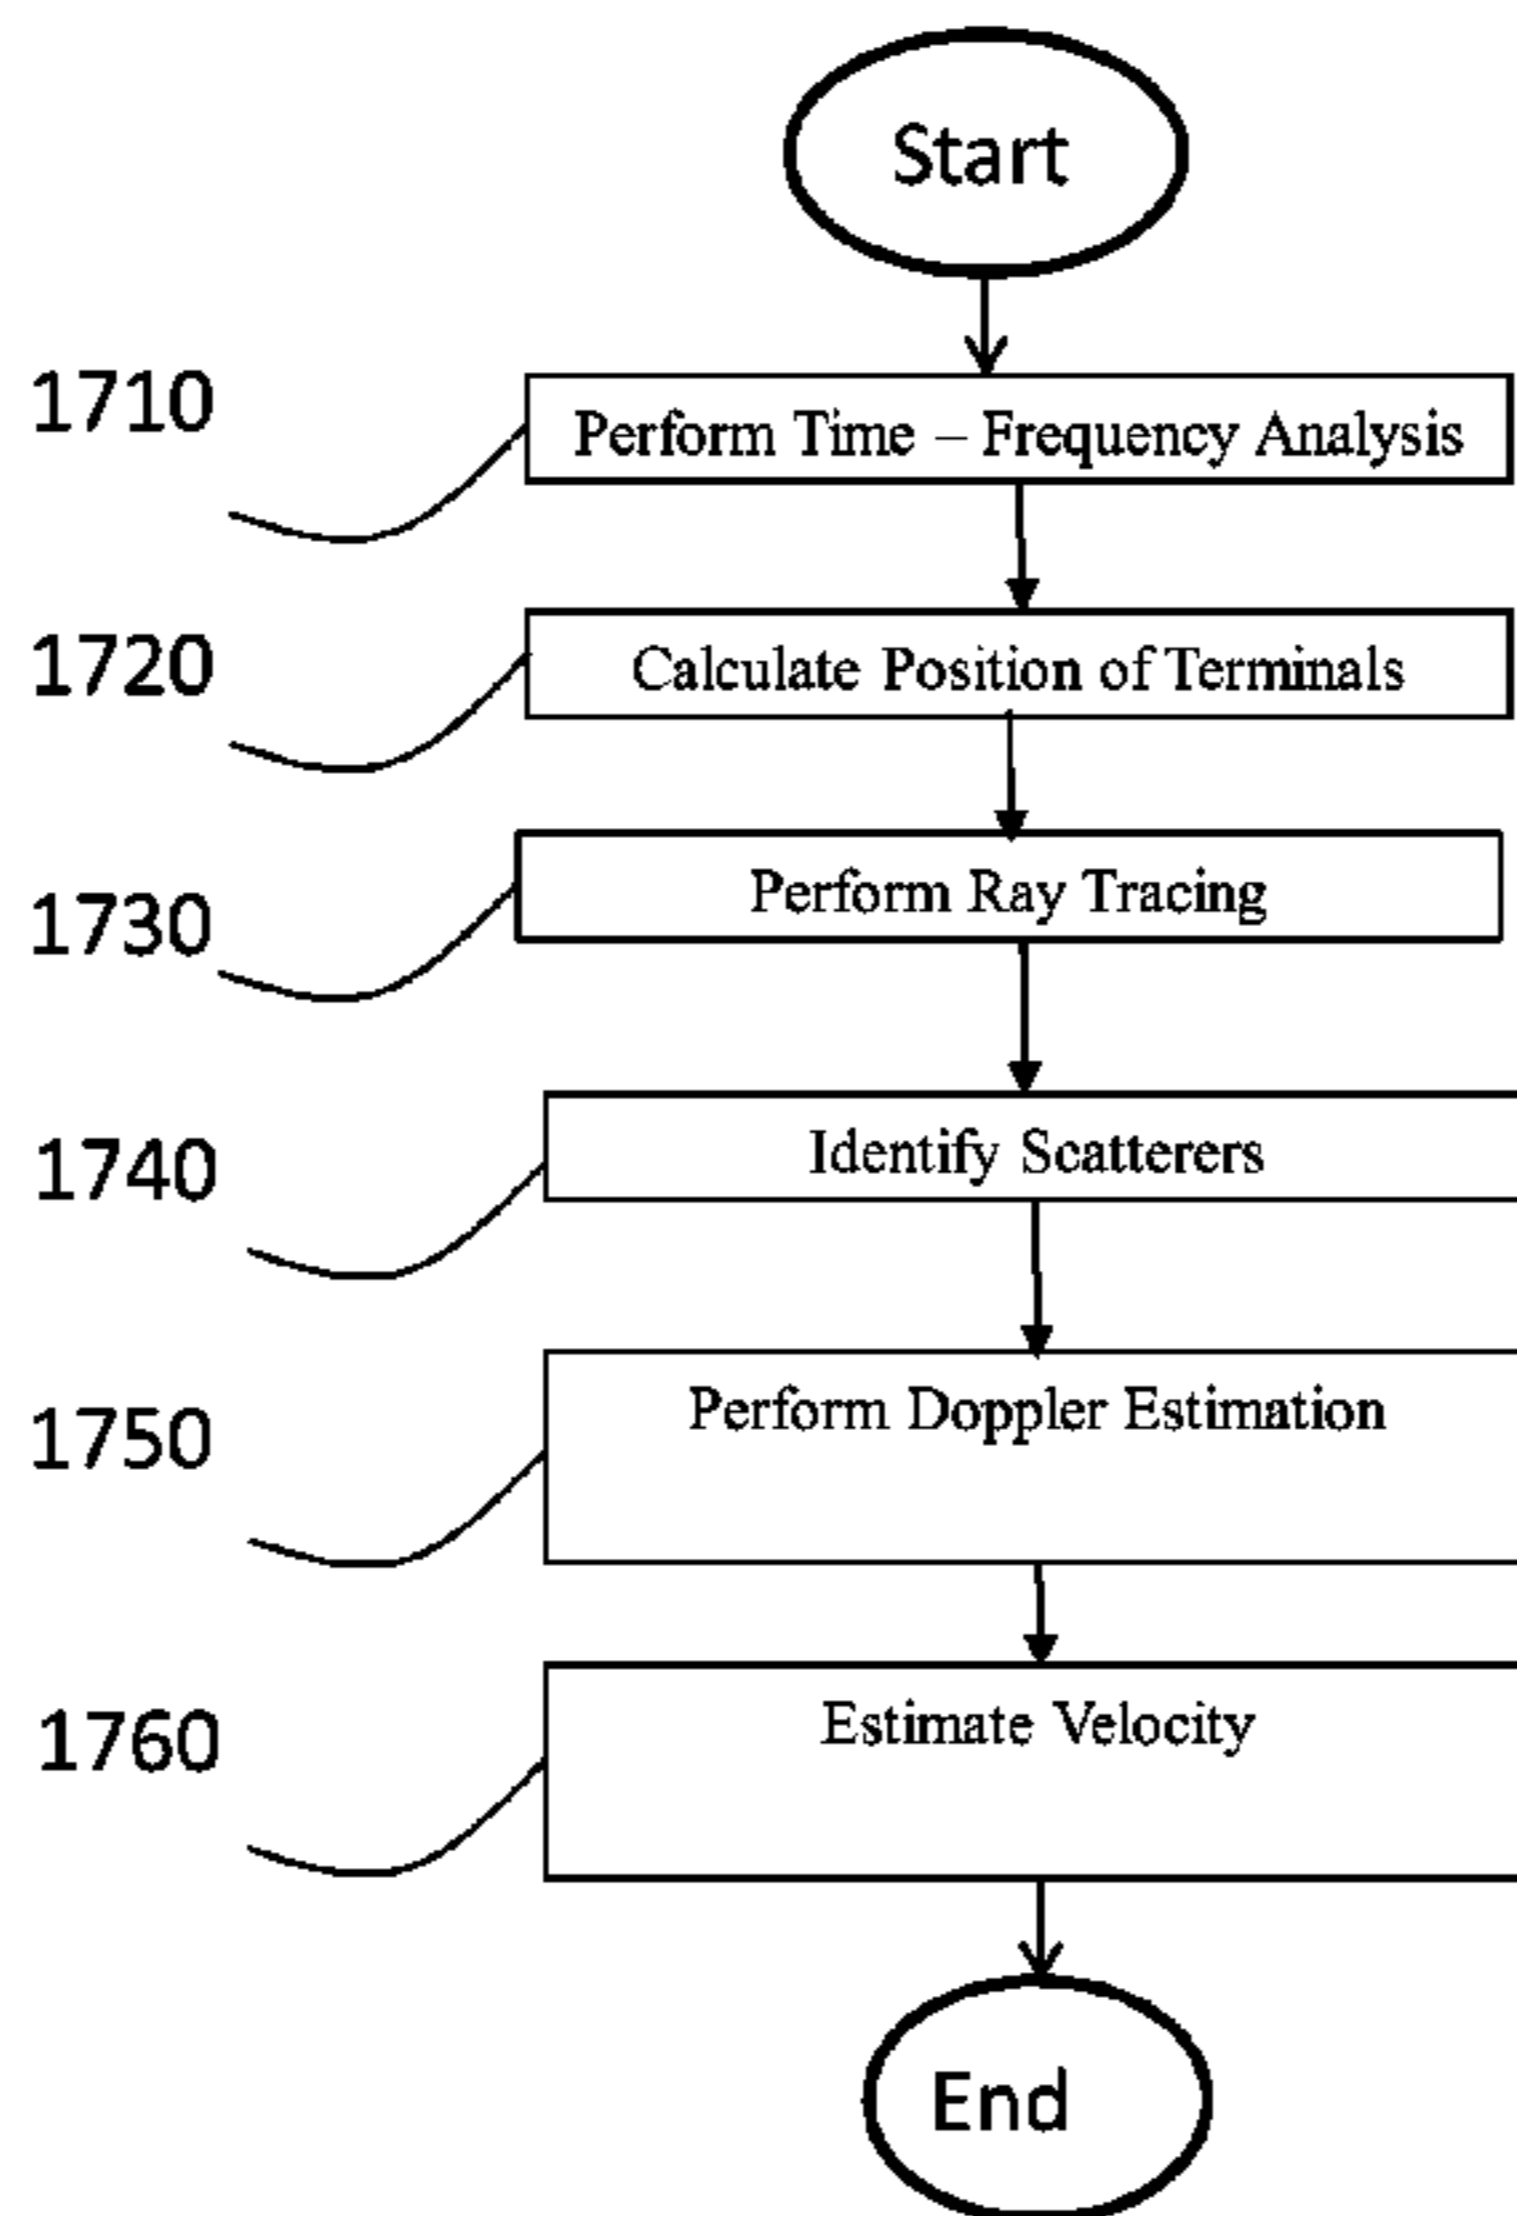 Start
1710
Perform Time – Frequency Analysis
1720
Calculate Position of Terminals
1730
Perform Ray Tracing
1740
Identify Scatterers
1750
Perform Doppler Estimation
1760
Estimate Velocity
End